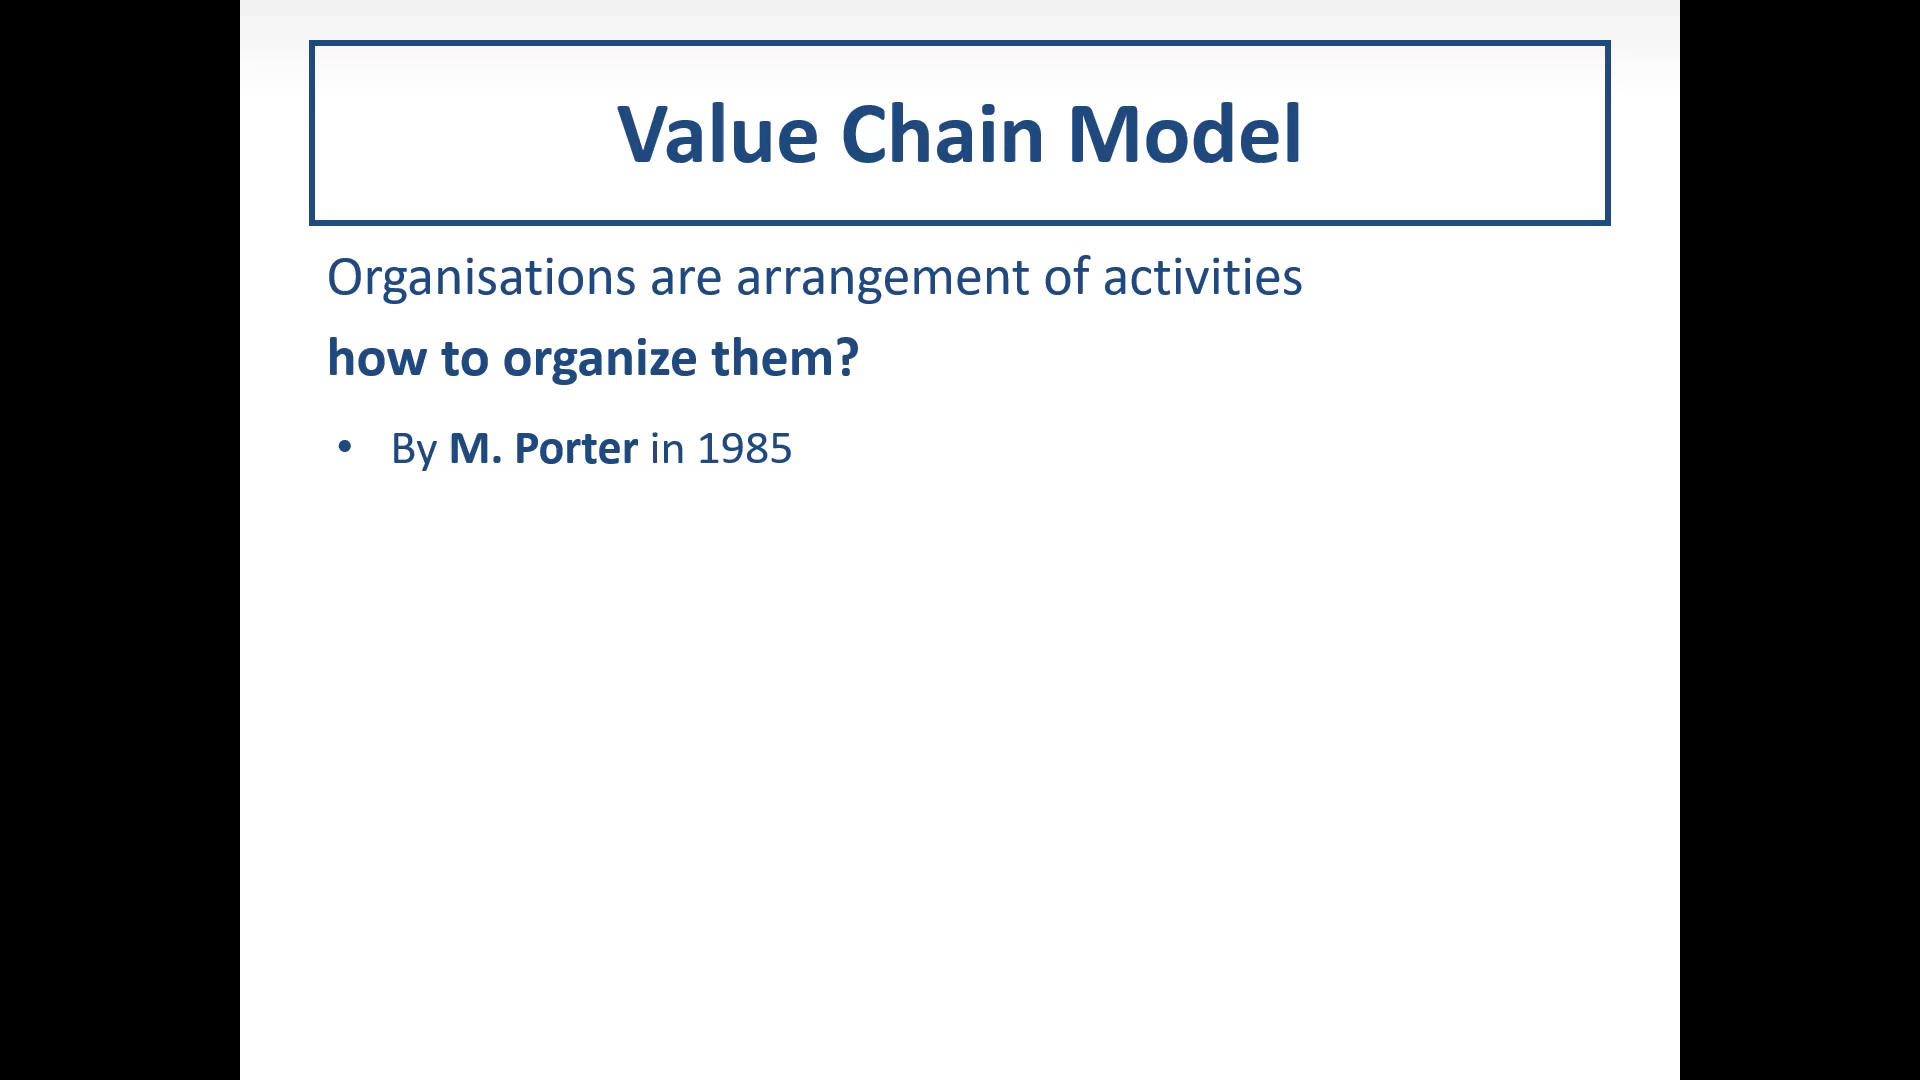 Value Chain Model
Organisations are arrangement of activities
how to organize them?
• By M. Porter in 1985